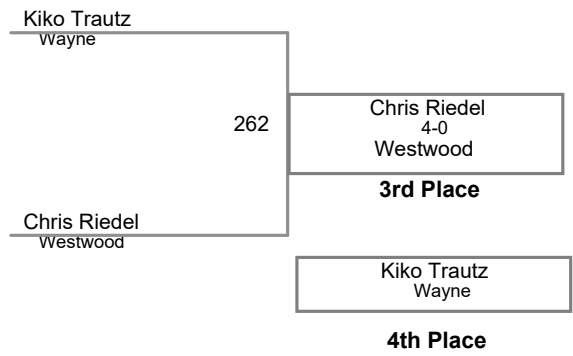 Kiko Trautz
Wayne
262
Chris Riedel
4-0
Westwood
3rd Place
Chris Riedel
Westwood
Kiko Trautz
Wayne
4th Place